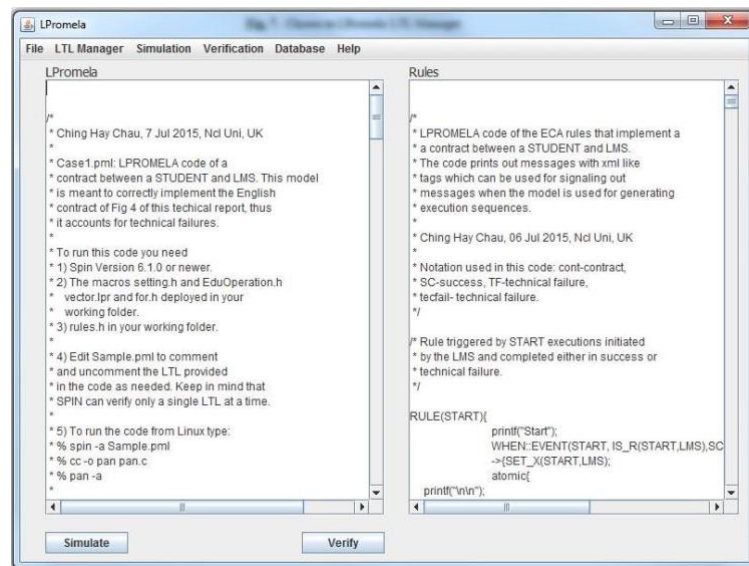 LPromela
File LTL Manager Simulation Verification Database Help
LPromela
/*
* Ching Hay Chau, 7 Jul 2015, Ncl Uni, UK
*
* Case1.pml: LPROMELA code of a
* contract between a STUDENT and LMS. This model
* is meant to correctly implement the English
* contract of Fig 4 of this techical report, thus
* it accounts for technical failures.
*
* To run this code you need
* 1) Spin Version 6.1.0 or newer.
* 2) The macros setting.h and EduOperation.h
* vector.lpr and for.h deployed in your
* working folder.
* 3) rules.h in your working folder.
*
* 4) Edit Sample.pml to comment
* and uncomment the LTL provided
* in the code as needed. Keep in mind that
* SPIN can verify only a single LTL at a time.
*
* 5) To run the code from Linux type:
* % spin -a Sample.pml
* % cc -o pan pan.c
* % pan -a
*
Rules
/*
* LPROMELA code of the ECA rules that implement a
* a contract between a STUDENT and LMS.
* The code prints out messages with xml like
* tags which can be used for signaling out
* messages when the model is used for generating
* execution sequences.
*
* Ching Hay Chau, 06 Jul 2015, Ncl Uni, UK
*
* Notation used in this code: cont-contract,
* SC-success, TF-technical failure,
* tecfail- technical failure.
*/
/* Rule triggered by START executions initiated
* by the LMS and completed either in success or
* technical failure.
*/
RULE(START){
printf("Start");
WHEN::EVENT(START, IS_R(START,LMS),SC
->{SET_X(START,LMS);
atomic{
printf("\n\n");
Simulate
Verify